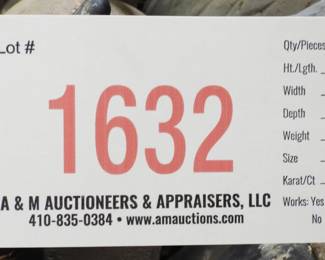 Lot #
1632
A & M AUCTIONEERS & APPRAISERS, LLC
410-835-0384 • www.amauctions.com
Qty/Pieces
Ht./Lgth.
Width
Depth
Weight
Size
Karat/Ct
Works: Yes
No